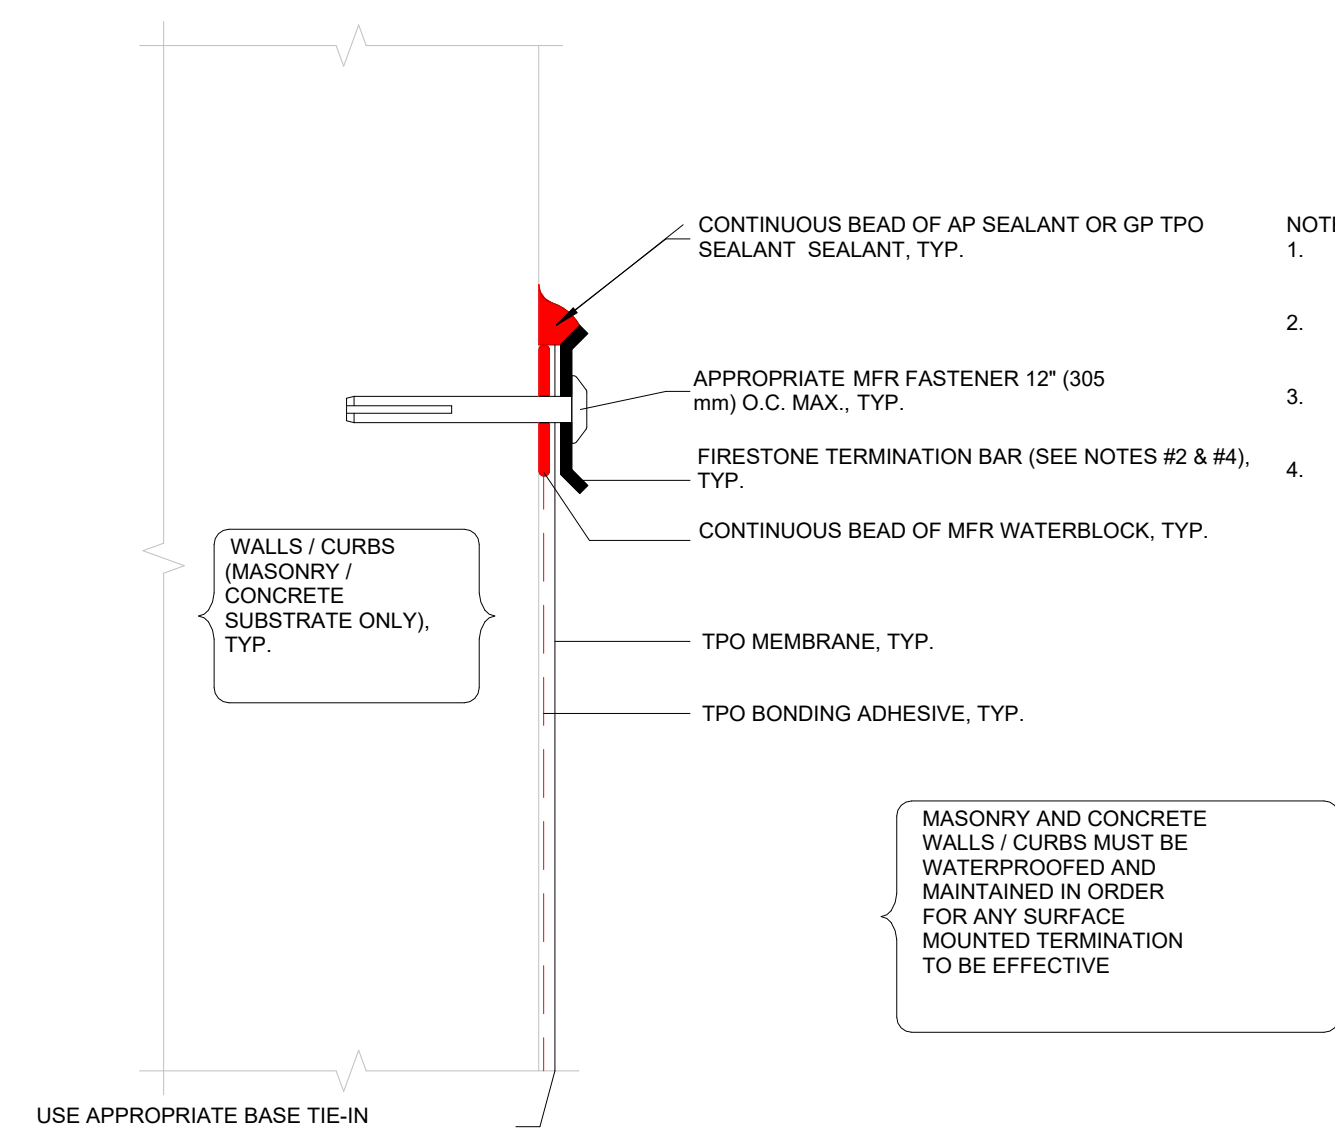 CONTINUOUS BEAD OF AP SEALANT OR GP TPO
SEALANT  SEALANT, TYP.
APPROPRIATE MFR FASTENER 12" (305
mm) O.C. MAX., TYP.
FIRESTONE TERMINATION BAR (SEE NOTES #2 & #4),
TYP.
CONTINUOUS BEAD OF MFR WATERBLOCK, TYP.
WALLS / CURBS
(MASONRY /
CONCRETE
SUBSTRATE ONLY),
TYP.
TPO MEMBRANE, TYP.
TPO BONDING ADHESIVE, TYP.
MASONRY AND CONCRETE
WALLS / CURBS MUST BE
WATERPROOFED AND
MAINTAINED IN ORDER
FOR ANY SURFACE
MOUNTED TERMINATION
TO BE EFFECTIVE
USE APPROPRIATE BASE TIE-IN
1.
2.
3.
4.